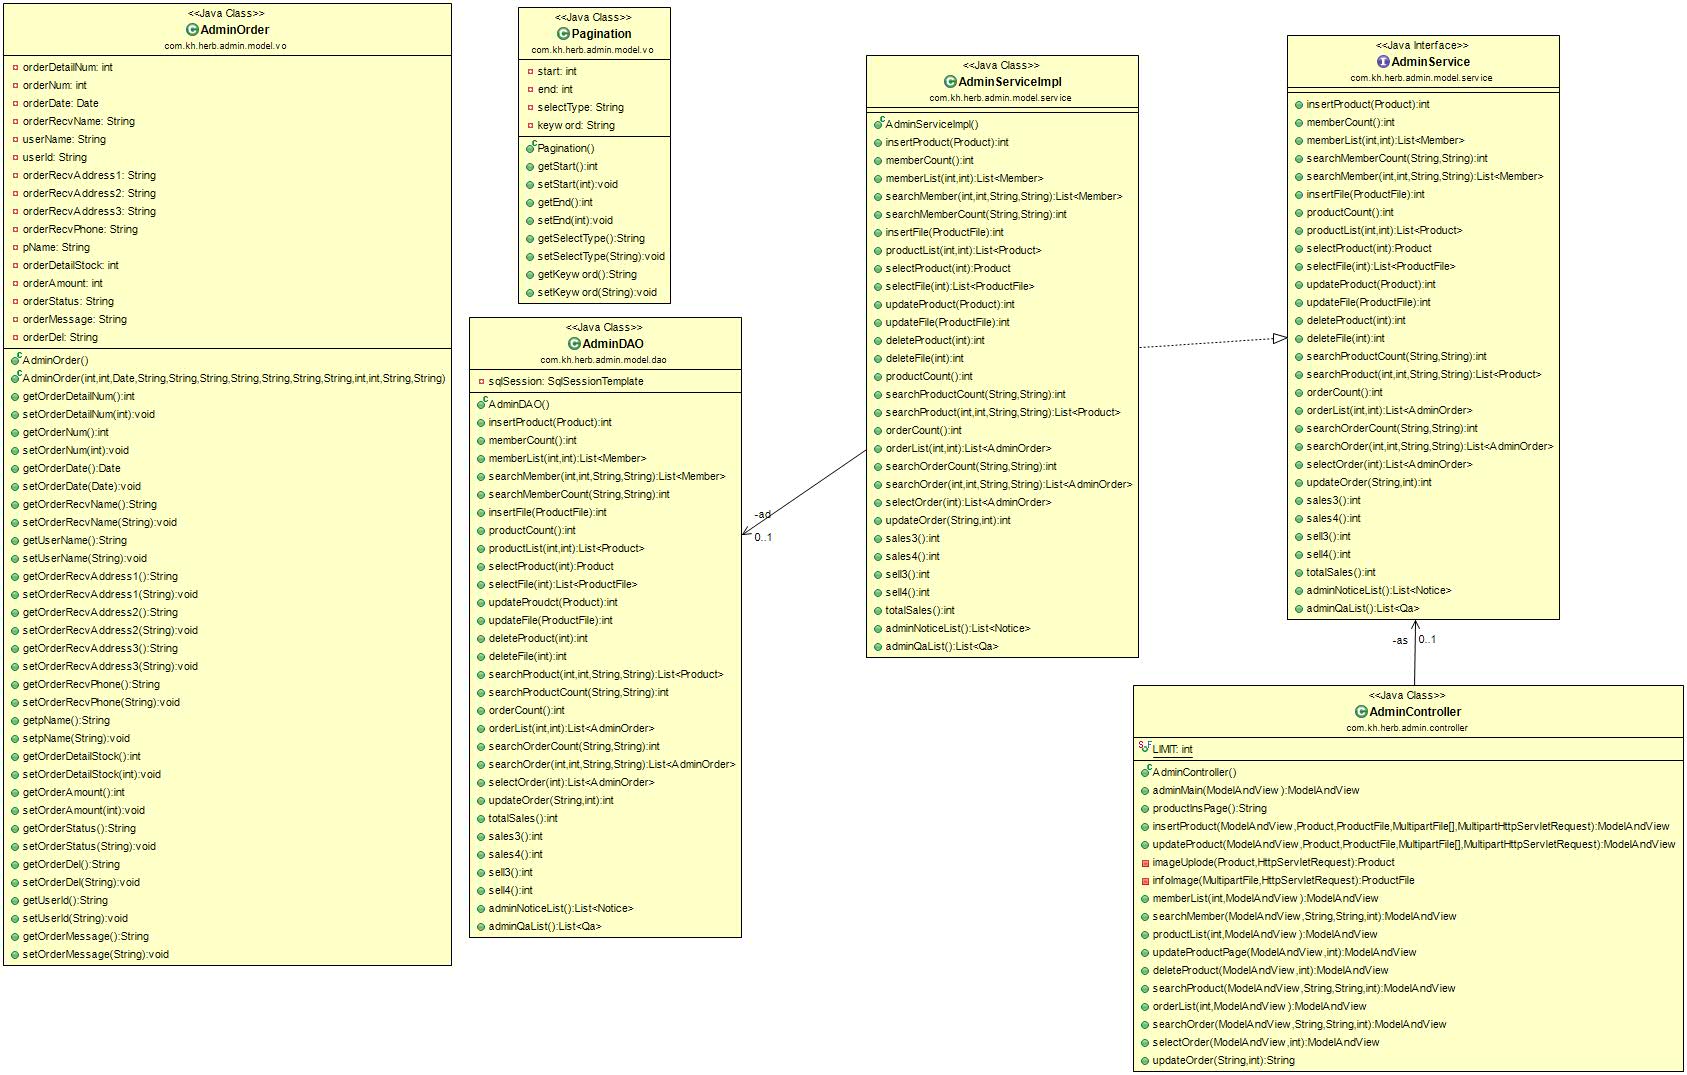 <<Java Class>>
AdminOrder
com.kh.herb.admin.model.vo
orderDetailNum: int
orderNum: int
orderDate: Date
orderRecvName: String
userName: String
userId: String
orderRecvAddress1: String
orderRecvAddress2: String
orderRecvAddress3: String
orderRecvPhone: String
pName: String
orderDetailStock: int
orderAmount: int
orderStatus: String
orderMessage: String
orderDel: String
AdminOrder()
AdminOrder(int,int,Date,String,String,String,String,String,String,String,int,int,String,String)
getOrderDetailNum():int
setOrderDetailNum(int):void
getOrderNum():int
setOrderNum(int):void
getOrderDate():Date
setOrderDate(Date):void
getOrderRecvName():String
setOrderRecvName(String):void
getUserName():String
setUserName(String):void
getOrderRecvAddress1():String
setOrderRecvAddress1(String):void
getOrderRecvAddress2():String
setOrderRecvAddress2(String):void
getOrderRecvAddress3():String
setOrderRecvAddress3(String):void
getOrderRecvPhone():String
setOrderRecvPhone(String):void
getpName():String
setpName(String):void
getOrderDetailStock():int
setOrderDetailStock(int):void
getOrderAmount():int
setOrderAmount(int):void
getOrderStatus():String
setOrderStatus(String):void
getOrderDel():String
setOrderDel(String):void
getUserId():String
setUserId(String):void
getOrderMessage():String
setOrderMessage(String):void
<<Java Class>>
Pagination
com.kh.herb.admin.model.vo
start: int
end: int
selectType: String
keyword: String
Pagination()
getStart():int
setStart(int):void
getEnd():int
setEnd(int):void
getSelectType():String
setSelectType(String):void
getKeyword():String
setKeyword(String):void
<<Java Class>>
AdminDAO
com.kh.herb.admin.model.dao
sqlSession: SqlSessionTemplate
AdminDAO()
insertProduct(Product):int
memberCount():int
memberList(int,int):List<Member>
searchMember(int,int,String,String):List<Member>
searchMemberCount(String,String):int
insertFile(ProductFile):int
productCount():int
productList(int,int):List<Product>
selectProduct(int):Product
selectFile(int):List<ProductFile>
updateProudct(Product):int
updateFile(ProductFile):int
deleteProduct(int):int
deleteFile(int):int
searchProduct(int,int,String,String):List<Product>
searchProductCount(String,String):int
orderCount():int
orderList(int,int):List<AdminOrder>
searchOrderCount(String,String):int
searchOrder(int,int,String,String):List<AdminOrder>
selectOrder(int):List<AdminOrder>
updateOrder(String,int):int
totalSales():int
sales3():int
sales4():int
sell3():int
sell4():int
adminNoticeList():List<Notice>
adminQaList():List<Qa>
-ad
0..1
<<Java Class>>
AdminServiceImpl
com.kh.herb.admin.model.service
AdminServiceImpl()
insertProduct(Product):int
memberCount():int
memberList(int,int):List<Member>
searchMember(int,int,String,String):List<Member>
searchMemberCount(String,String):int
insertFile(ProductFile):int
productList(int,int):List<Product>
selectProduct(int):Product
selectFile(int):List<ProductFile>
updateProduct(Product):int
updateFile(ProductFile):int
deleteProduct(int):int
deleteFile(int):int
productCount():int
searchProductCount(String,String):int
searchProduct(int,int,String,String):List<Product>
orderCount():int
orderList(int,int):List<AdminOrder>
searchOrderCount(String,String):int
searchOrder(int,int,String,String):List<AdminOrder>
selectOrder(int):List<AdminOrder>
updateOrder(String,int):int
sales3():int
sales4():int
sell3():int
sell4():int
totalSales():int
adminNoticeList():List<Notice>
adminQaList():List<Qa>
<<Java Interface>>
AdminService
com.kh.herb.admin.model.service
insertProduct(Product):int
memberCount():int
memberList(int,int):List<Member>
searchMemberCount(String,String):int
searchMember(int,int,String,String):List<Member>
insertFile(ProductFile):int
productCount():int
productList(int,int):List<Product>
selectProduct(int):Product
selectFile(int):List<ProductFile>
updateProduct(Product):int
updateFile(ProductFile):int
deleteProduct(int):int
deleteFile(int):int
searchProductCount(String,String):int
searchProduct(int,int,String,String):List<Product>
orderCount():int
orderList(int,int):List<AdminOrder>
searchOrderCount(String,String):int
searchOrder(int,int,String,String):List<AdminOrder>
selectOrder(int):List<AdminOrder>
updateOrder(String,int):int
sales3():int
sales4():int
sell3():int
sell4():int
totalSales():int
adminNoticeList():List<Notice>
adminQaList():List<Qa>
-as 0..1
<<Java Class>>
AdminController
com.kh.herb.admin.controller
LIMIT: int
AdminController()
adminMain(ModelAndView):ModelAndView
productInsPage():String
insertProduct(ModelAndView,Product,ProductFile,MultipartFile[],MultipartHttpServletRequest):ModelAndView
updateProduct(ModelAndView,Product,ProductFile,MultipartFile[],MultipartHttpServletRequest):ModelAndView
imageUplode(Product,HttpServletRequest):Product
infoImage(MultipartFile,HttpServletRequest):ProductFile
memberList(int,ModelAndView):ModelAndView
searchMember(ModelAndView,String,String,int):ModelAndView
productList(int,ModelAndView):ModelAndView
updateProductPage(ModelAndView,int):ModelAndView
deleteProduct(ModelAndView,int):ModelAndView
searchProduct(ModelAndView,String,String,int):ModelAndView
orderList(int,ModelAndView):ModelAndView
searchOrder(ModelAndView,String,String,int):ModelAndView
selectOrder(ModelAndView,int):ModelAndView
updateOrder(String,int):String